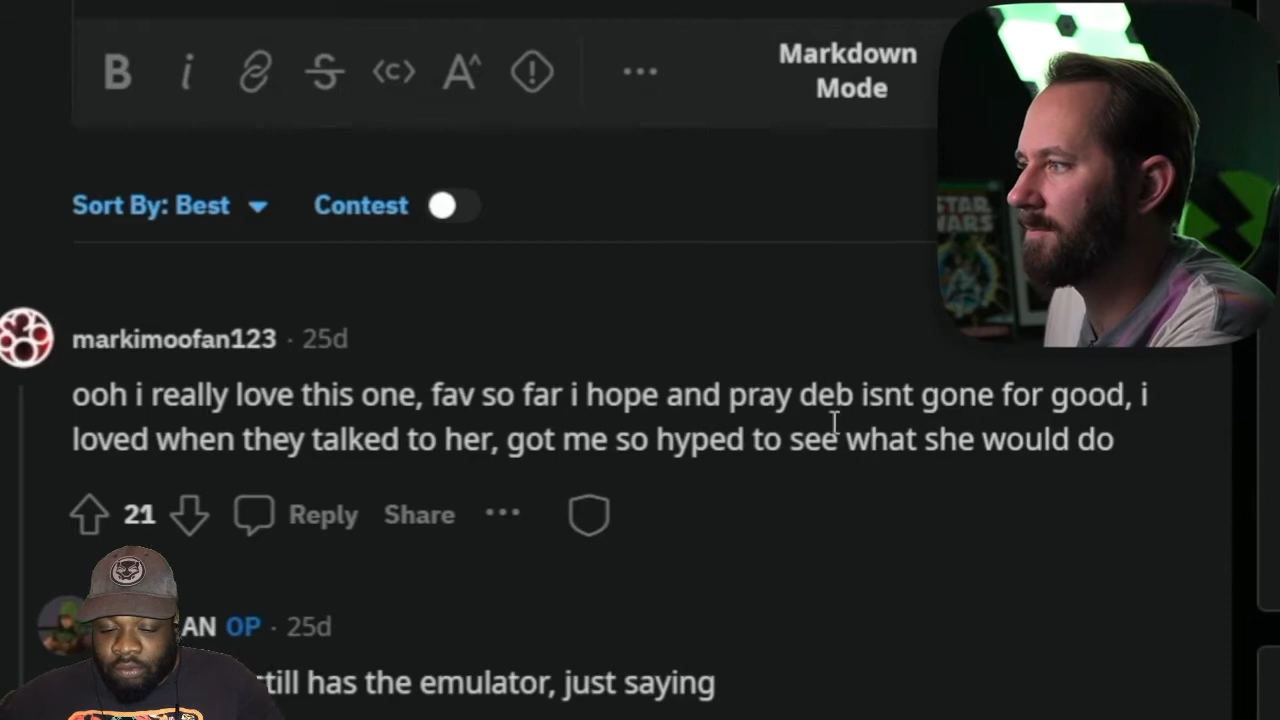 B i S <c> A^ ... Markdown
Mode
Sort By: Best Contest
STAR
WARS
markimoofan123 · 25d
ooh i really love this one, fav so far i hope and pray deb isnt gone for good, i
loved when they talked to her, got me so hyped to see what she would do
21 Reply Share ...
AN OP · 25d
still has the emulator, just saying